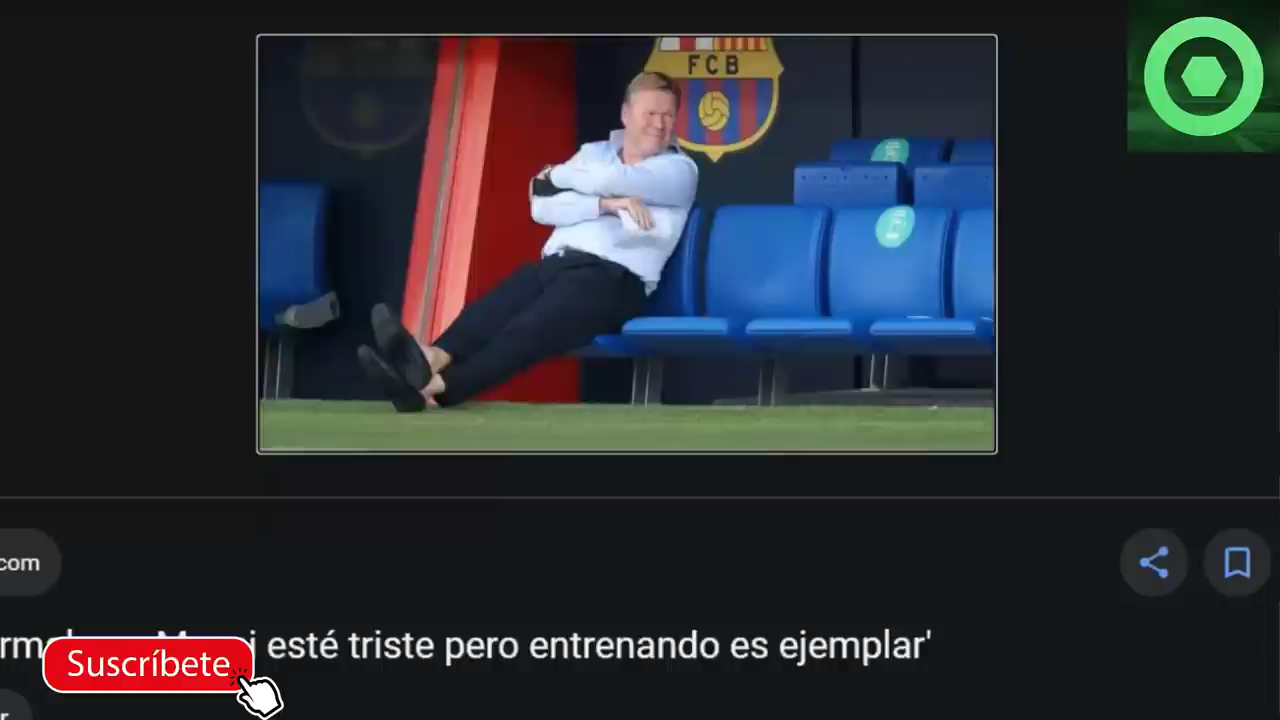 FCB
com
esté triste pero entrenando es ejemplar'
Suscríbete
r